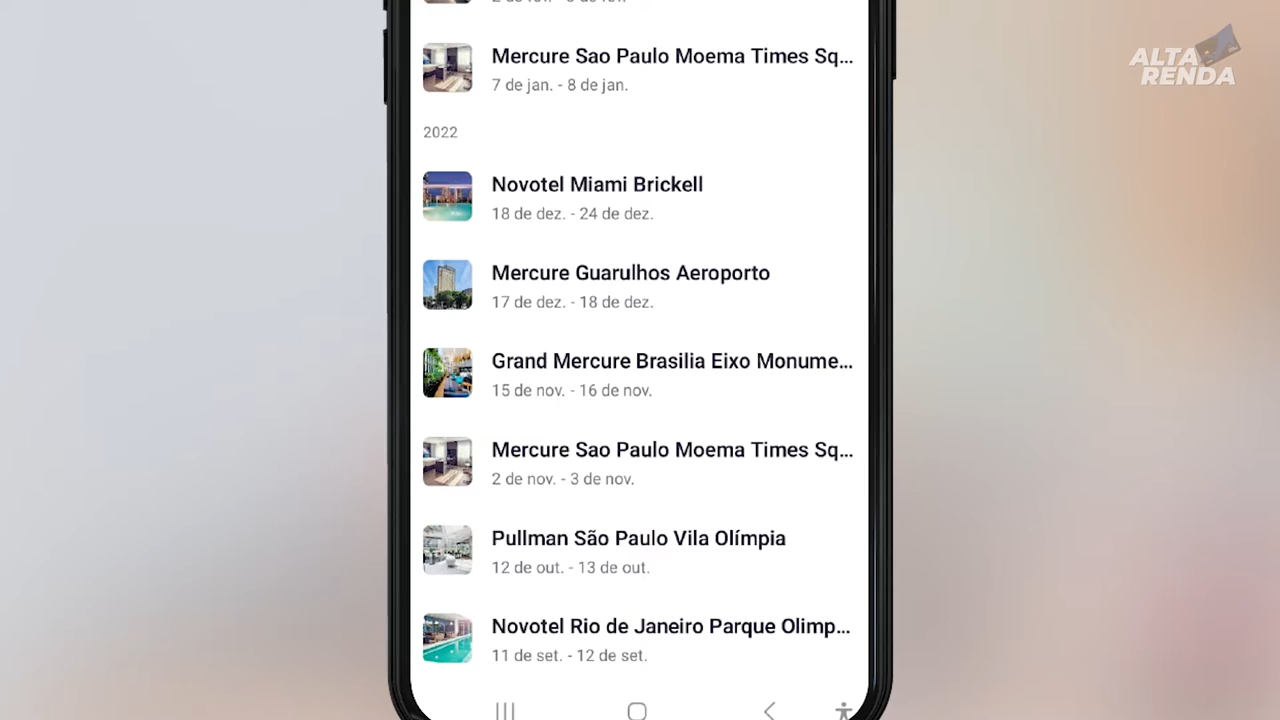 Mercure Sao Paulo Moema Times Sq...
7 de jan. - 8 de jan.
2022
Novotel Miami Brickell
18 de dez. - 24 de dez.
Mercure Guarulhos Aeroporto
17 de dez. - 18 de dez.
Grand Mercure Brasilia Eixo Monume...
15 de nov. - 16 de nov.
Mercure Sao Paulo Moema Times Sq...
2 de nov. - 3 de nov.
Pullman São Paulo Vila Olímpia
12 de out. - 13 de out.
Novotel Rio de Janeiro Parque Olimp...
11 de set. - 12 de set.
ALTA
RENDA